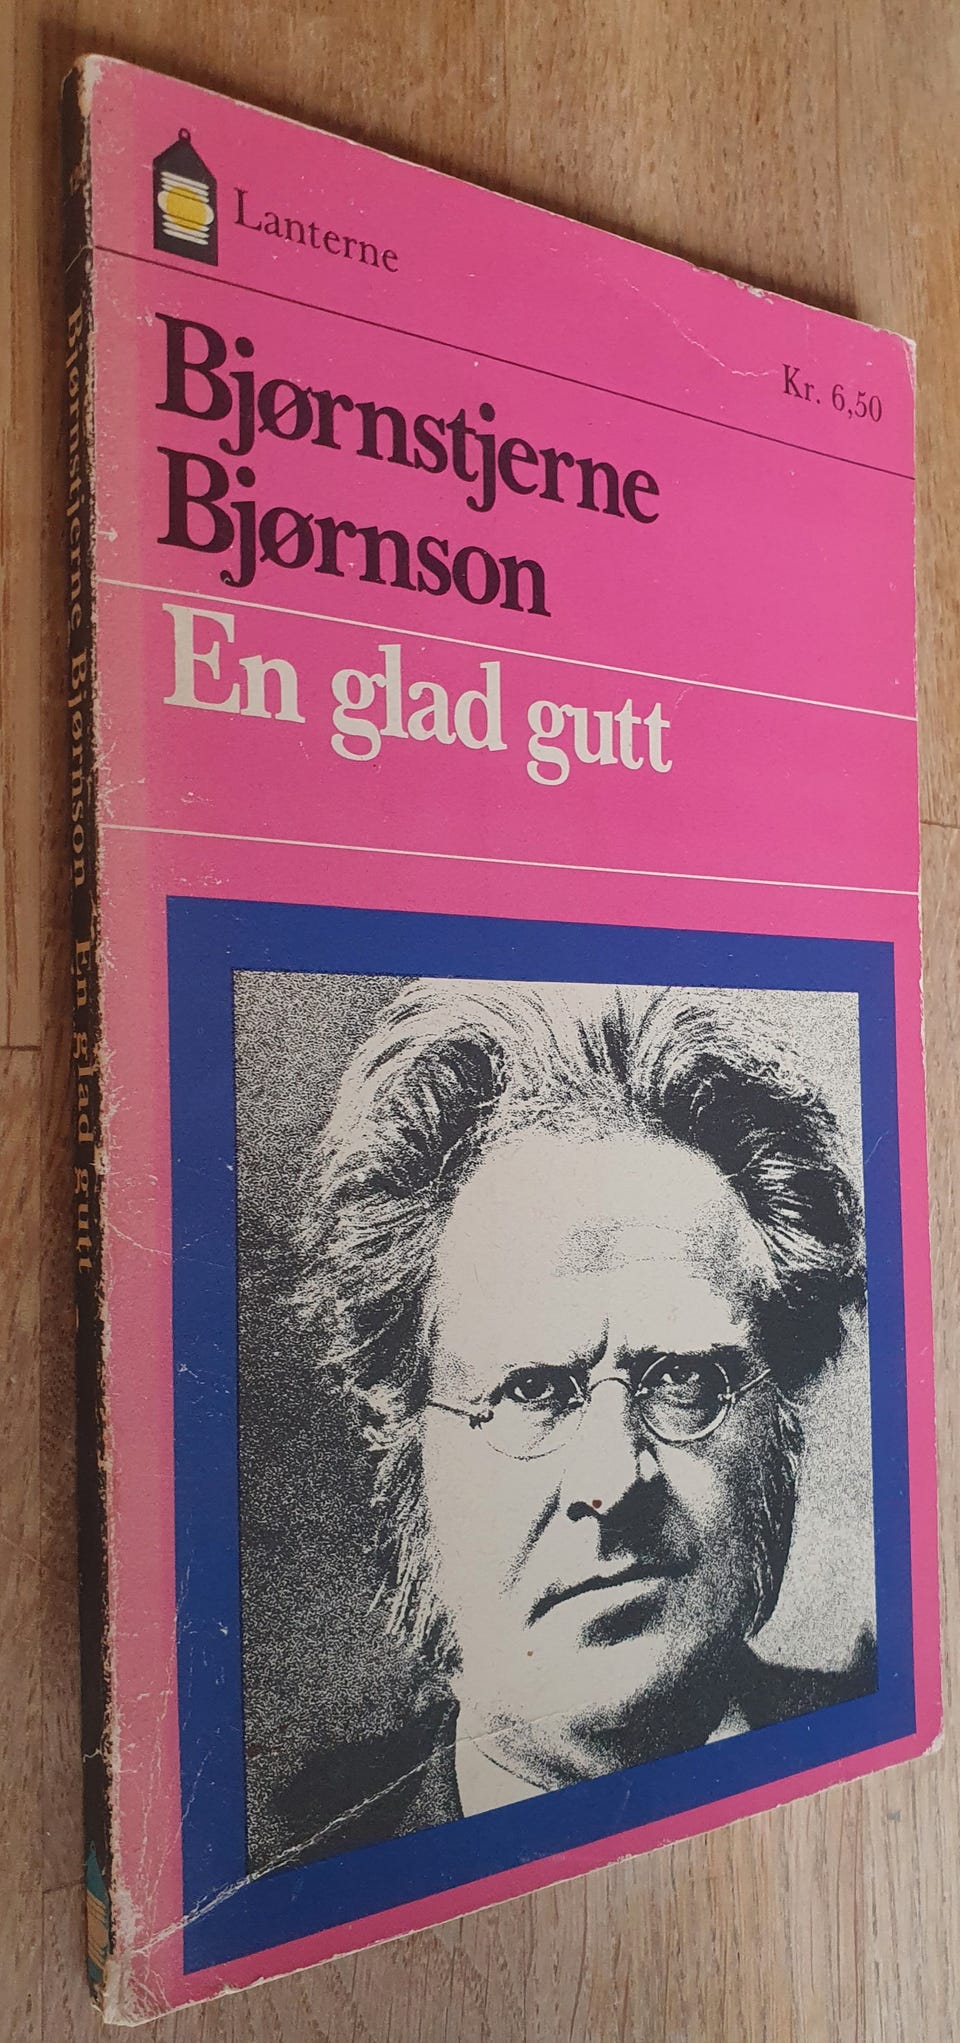 Lanterne
Kr. 6,50
Bjørnstjerne
Bjørnson
En glad gutt
Bjørnstjerne Bjørnson En glad gutt